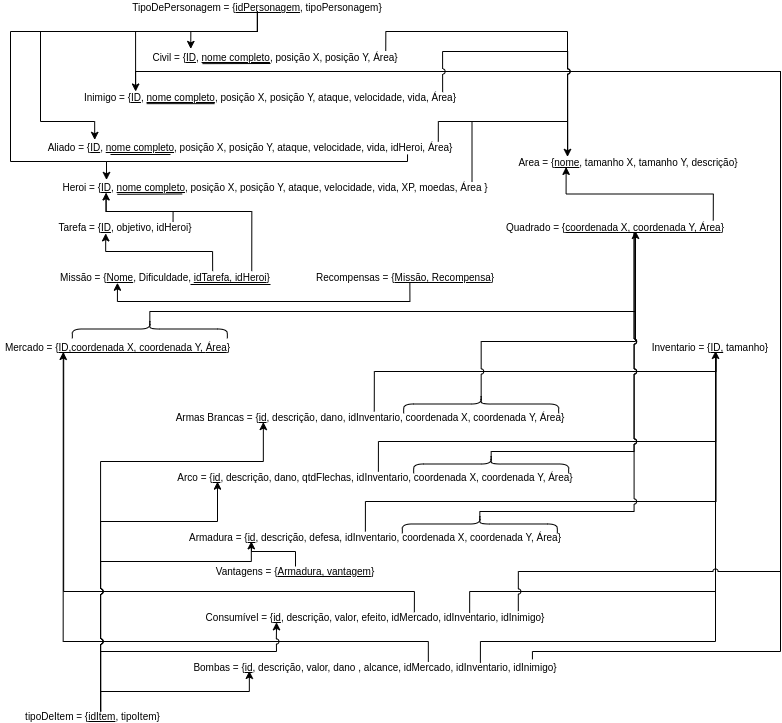 TipoDePersonagem = {idPersonagem, tipoPersonagem}
Civil = {ID, nome completo, posição X, posição Y, Área}
Inimigo = {ID, nome completo, posição X, posição Y, ataque, velocidade, vida, Área}
Aliado = {ID, nome completo, posição X, posição Y, ataque, velocidade, vida, idHeroi, Área}
Area = {nome, tamanho X, tamanho Y, descrição}
Heroi = {ID, nome completo, posição X, posição Y, ataque, velocidade, vida, XP, moedas, Área }
Tarefa = {ID, objetivo, idHeroi}
Quadrado = {coordenada X, coordenada Y, Área}
Missão = {Nome, Dificuldade, idTarefa, idHeroi}
Recompensas = {Missão, Recompensa}
Mercado = {ID,coordenada X, coordenada Y, Área}
Inventario = {ID, tamanho}
Armas Brancas = {id, descrição, dano, idInventario, coordenada X, coordenada Y, Área}
Arco = {id, descrição, dano, qtdFlechas, idInventario, coordenada X, coordenada Y, Área}
Armadura = {id, descrição, defesa, idInventario, coordenada X, coordenada Y, Área}
Vantagens = {Armadura, vantagem}
Consumível = {id, descrição, valor, efeito, idMercado, idInventario, idInimigo}
Bombas = {id, descrição, valor, dano , alcance, idMercado, idInventario, idInimigo}
tipoDeItem = {idItem, tipoItem}